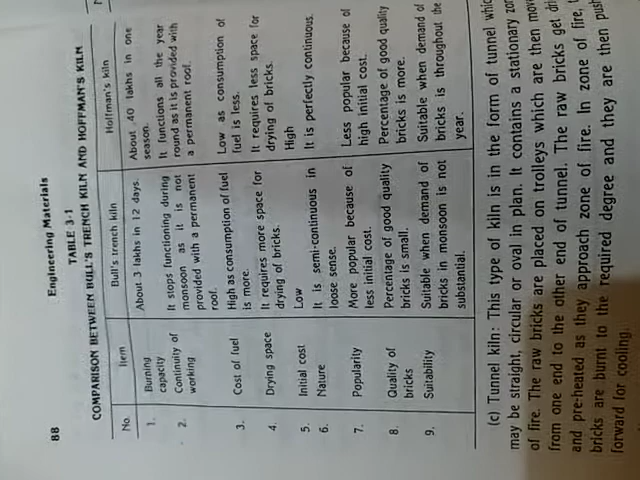 88
Engineering Materials
TABLE 3-1
COMPARISON BETWEEN BULL'S TRENCH KILN AND HOFFMAN'S KILN
No. Item Bull's trench kiln Hoffman's kiln
1. Burning capacity About 3 lakhs in 12 days. About 40 lakhs in one season.
2. Continuity of working It stops functioning during monsoon as it is not provided with a permanent roof. It functions all the year round as it is provided with a permanent roof.
3. Cost of fuel High as consumption of fuel is more. Low as consumption of fuel is less.
4. Drying space It requires more space for drying of bricks. It requires less space for drying of bricks.
5. Initial cost Low High
6. Nature It is semi-continuous in loose sense. It is perfectly continuous.
7. Popularity More popular because of less initial cost. Less popular because of high initial cost.
8. Quality of bricks Percentage of good quality bricks is small. Percentage of good quality bricks is more.
9. Suitability Suitable when demand of bricks in monsoon is not substantial. Suitable when demand of bricks is throughout the year.
(c) Tunnel kiln: This type of kiln is in the form of tunnel
may be straight, circular or oval in plan. It contains a stationary
of fire. The raw bricks are placed on trolleys which are then
from one end to the other end of tunnel. The raw bricks get
and pre-heated as they approach zone of fire. In zone of fire,
bricks are burnt to the required degree and they are then
forward for cooling.